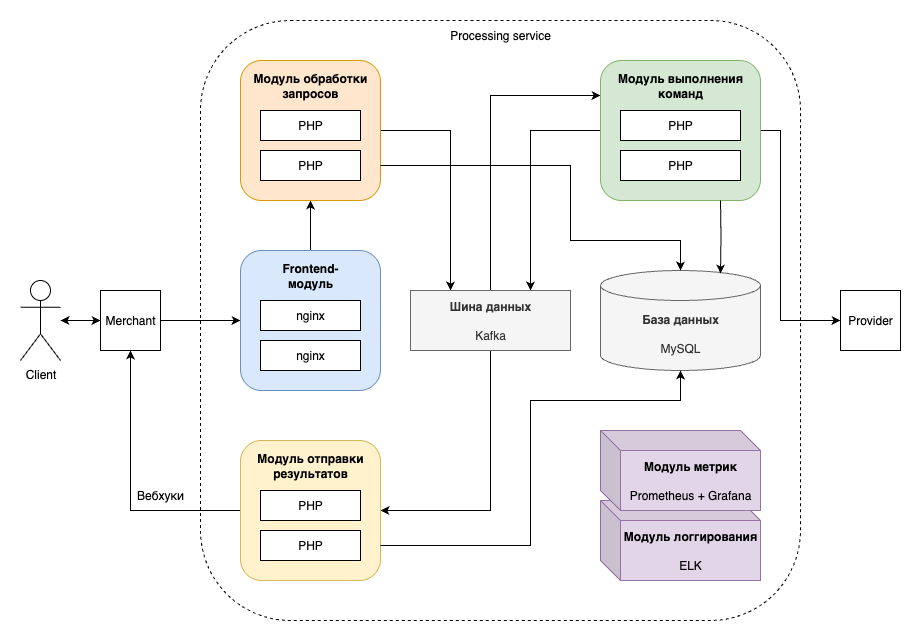 Processing service
Модуль обработки
запросов
PHP
PHP
Модуль выполнения
команд
PHP
PHP
Frontend-
модуль
nginx
nginx
Client
Merchant
Шина данных
Kafka
База данных
MySQL
Provider
Модуль отправки
результатов
PHP
PHP
Вебхуки
Модуль метрик
Prometheus + Grafana
Модуль логгирования
ELK